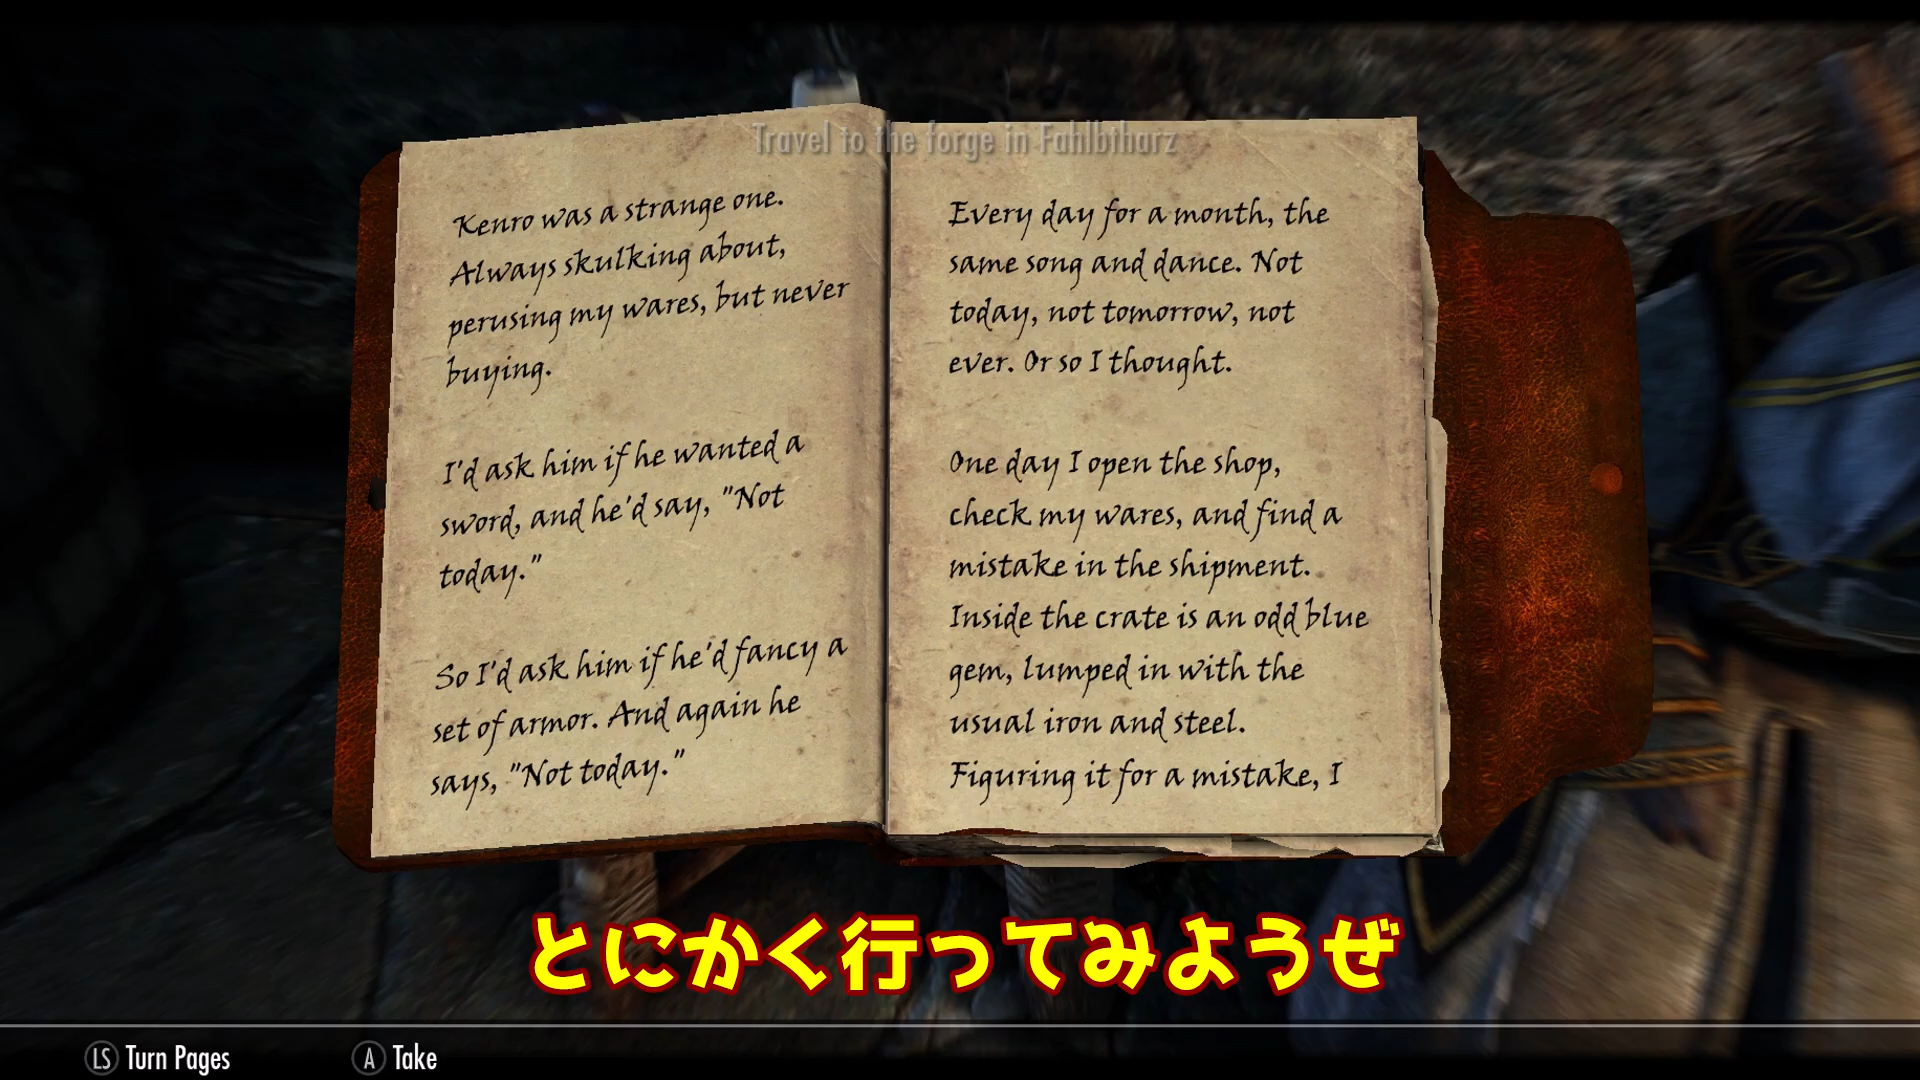 Travel to the forge in Fahlbtharz
Kenro was a strange one.
Always skulking about,
perusing my wares, but never
buying.
I'd ask him if he wanted a
sword, and he'd say, "Not
today."
So I'd ask him if he'd fancy a
set of armor. And again he
says, "Not today."
Every day for a month, the
same song and dance. Not
today, not tomorrow, not
ever. Or so I thought.
One day I open the shop,
check my wares, and find a
mistake in the shipment.
Inside the crate is an odd blue
gem, lumped in with the
usual iron and steel.
Figuring it for a mistake, I
とにかく行ってみようぜ
LS Turn Pages
A Take